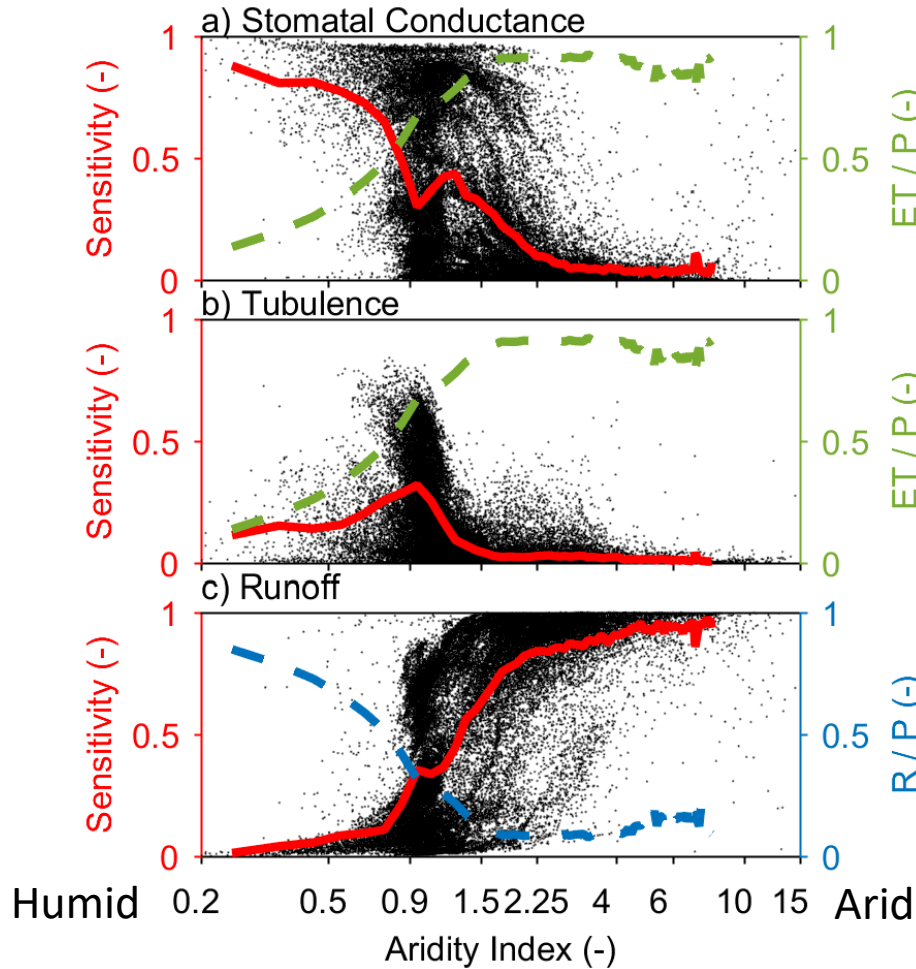 a) Stomatal Conductance
1
0.5
0
Sensitivity (-)
1
0.5
0
ET / P (-)
b) Tubulence
1
0.5
0
Sensitivity (-)
1
0.5
0
ET / P (-)
c) Runoff
1
0.5
0
Sensitivity (-)
1
0.5
0
R / P (-)
Humid 0.2 0.5 0.9 1.5 2.25 4 6 10 15 Arid
Aridity Index (-)